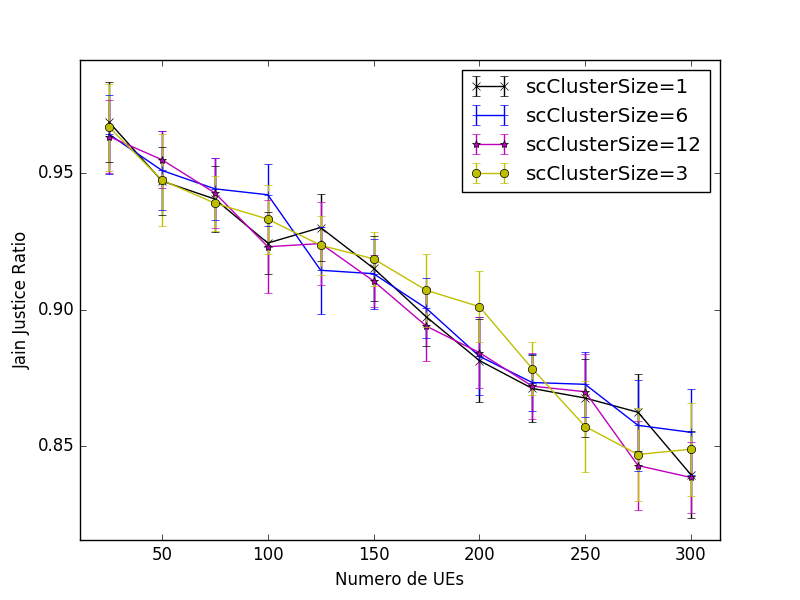 scClusterSize=1
scClusterSize=6
scClusterSize=12
scClusterSize=3
Jain Justice Ratio
0.95
0.90
0.85
50 100 150 200 250 300
Numero de UEs